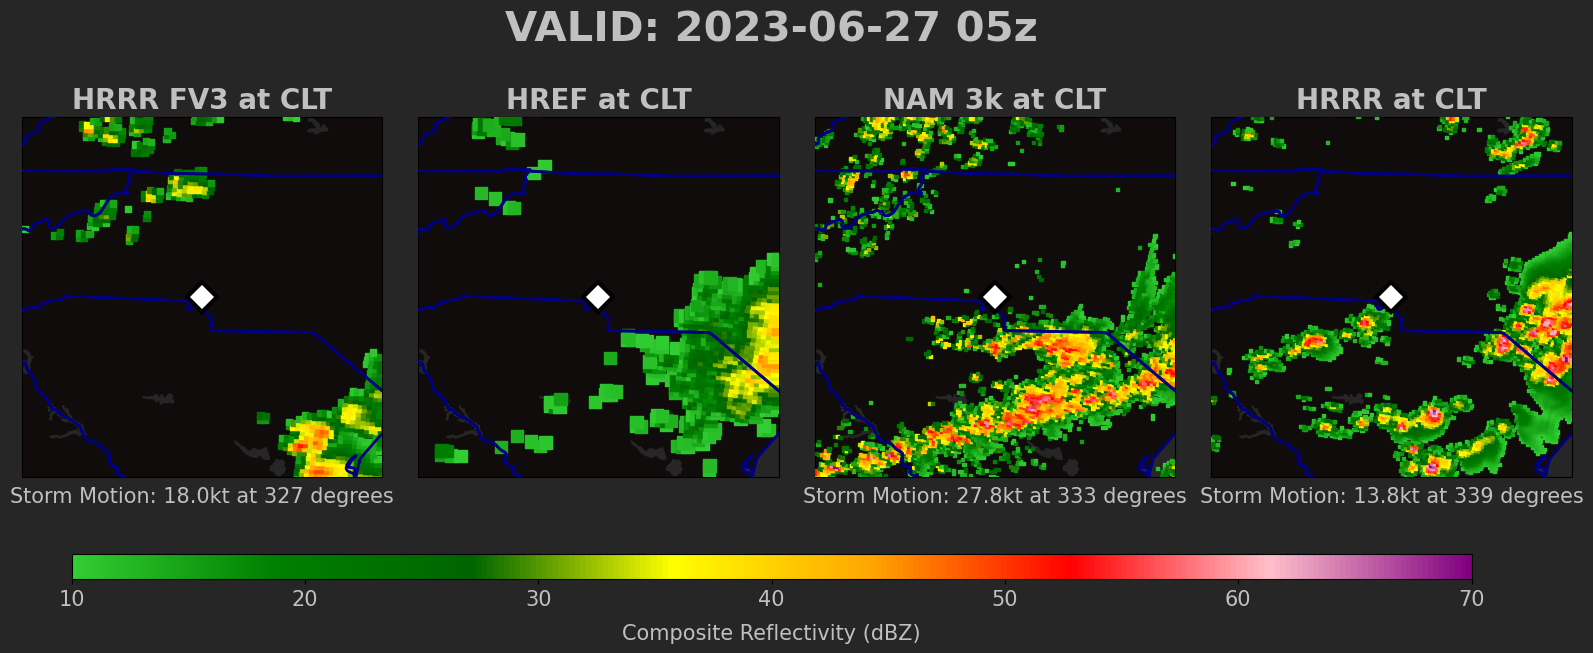 VALID: 2023-06-27 05z
HRRR FV3 at CLT
HREF at CLT
NAM 3k at CLT
HRRR at CLT
Storm Motion: 18.0kt at 327 degrees
Storm Motion: 27.8kt at 333 degrees
Storm Motion: 13.8kt at 339 degrees
10 20 30 40 50 60 70
Composite Reflectivity (dBZ)